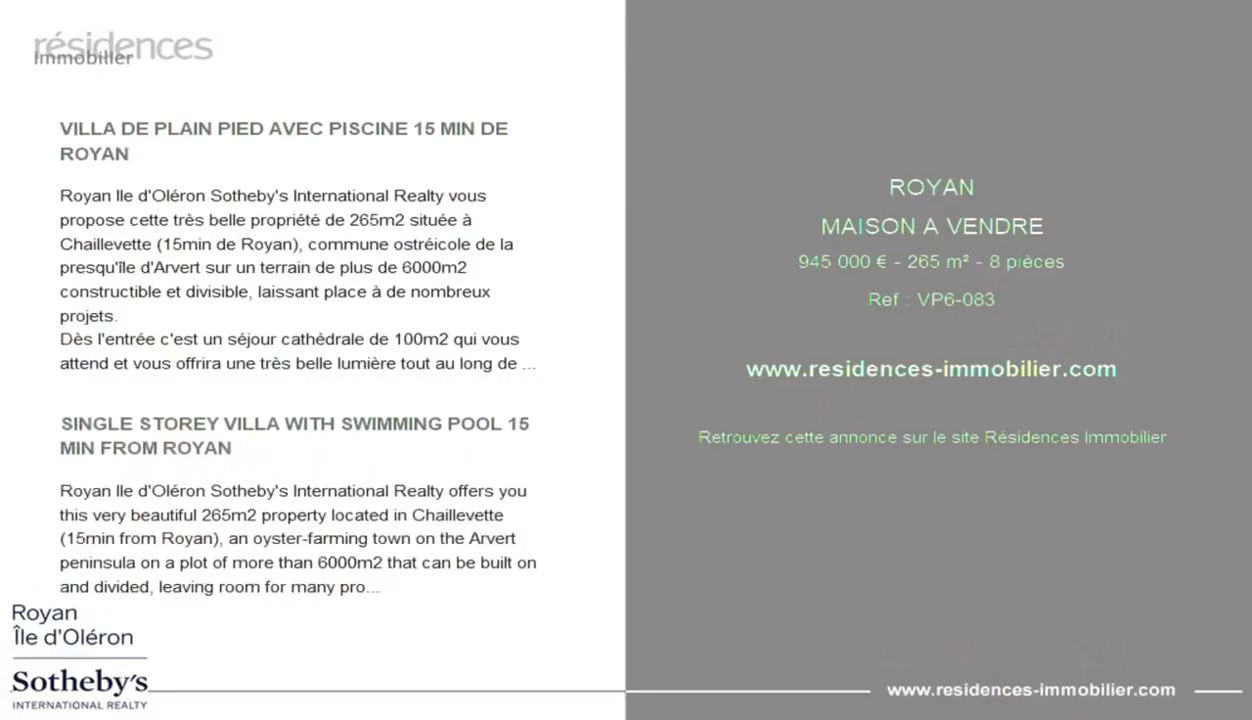 résidences
Immobilier
VILLA DE PLAIN PIED AVEC PISCINE 15 MIN DE
ROYAN
Royan Ile d'Oléron Sotheby's International Realty vous
propose cette très belle propriété de 265m2 située à
Chaillevette (15min de Royan), commune ostréicole de la
presqu'île d'Arvert sur un terrain de plus de 6000m2
constructible et divisible, laissant place à de nombreux
projets.
Dès l'entrée c'est un séjour cathédrale de 100m2 qui vous
attend et vous offrira une très belle lumière tout au long de ...
SINGLE STOREY VILLA WITH SWIMMING POOL 15
MIN FROM ROYAN
Royan Ile d'Oléron Sotheby's International Realty offers you
this very beautiful 265m2 property located in Chaillevette
(15min from Royan), an oyster-farming town on the Arvert
peninsula on a plot of more than 6000m2 that can be built on
and divided, leaving room for many pro...
Royan
Île d'Oléron
Sotheby's
INTERNATIONAL REALTY
ROYAN
MAISON A VENDRE
945 000 € - 265 m² - 8 pièces
Ref : VP6-083
www.residences-immobilier.com
Retrouvez cette annonce sur le site Résidences Immobilier
www.residences-immobilier.com